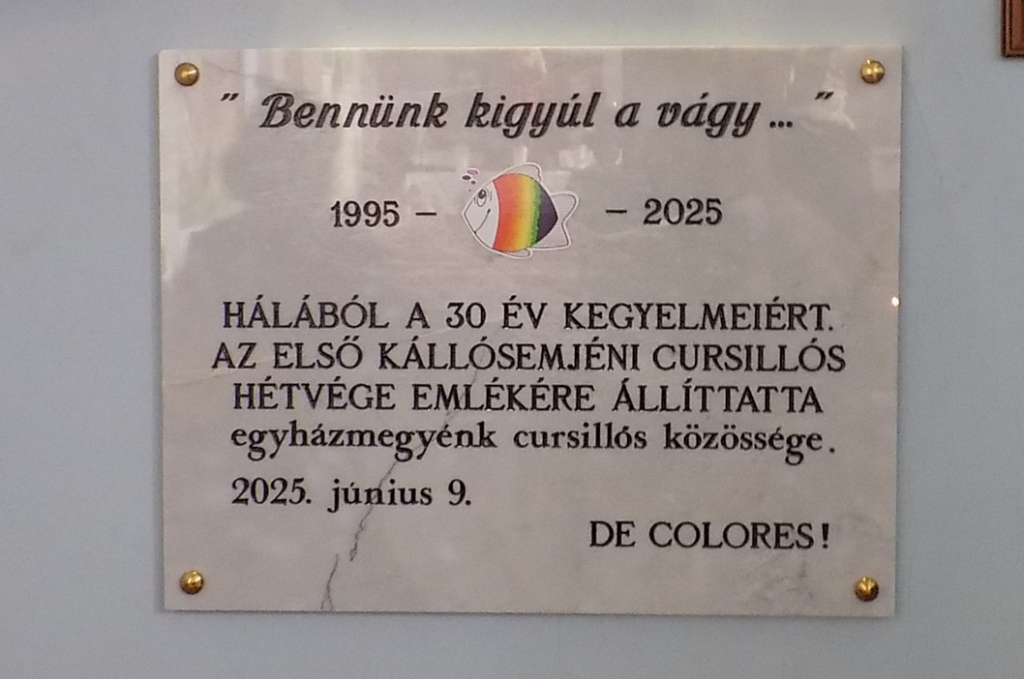 " Bennünk kigyúl a vágy ... "
1995 – – 2025
HÁLÁBÓL A 30 ÉV KEGYELMEIÉRT.
AZ ELSŐ KÁLLÓSEMJÉNI CURSILLÓS
HÉTVÉGE EMLÉKÉRE ÁLLÍTTATTA
egyházmegyénk cursillós közössége.
2025. június 9.
DE COLORES!